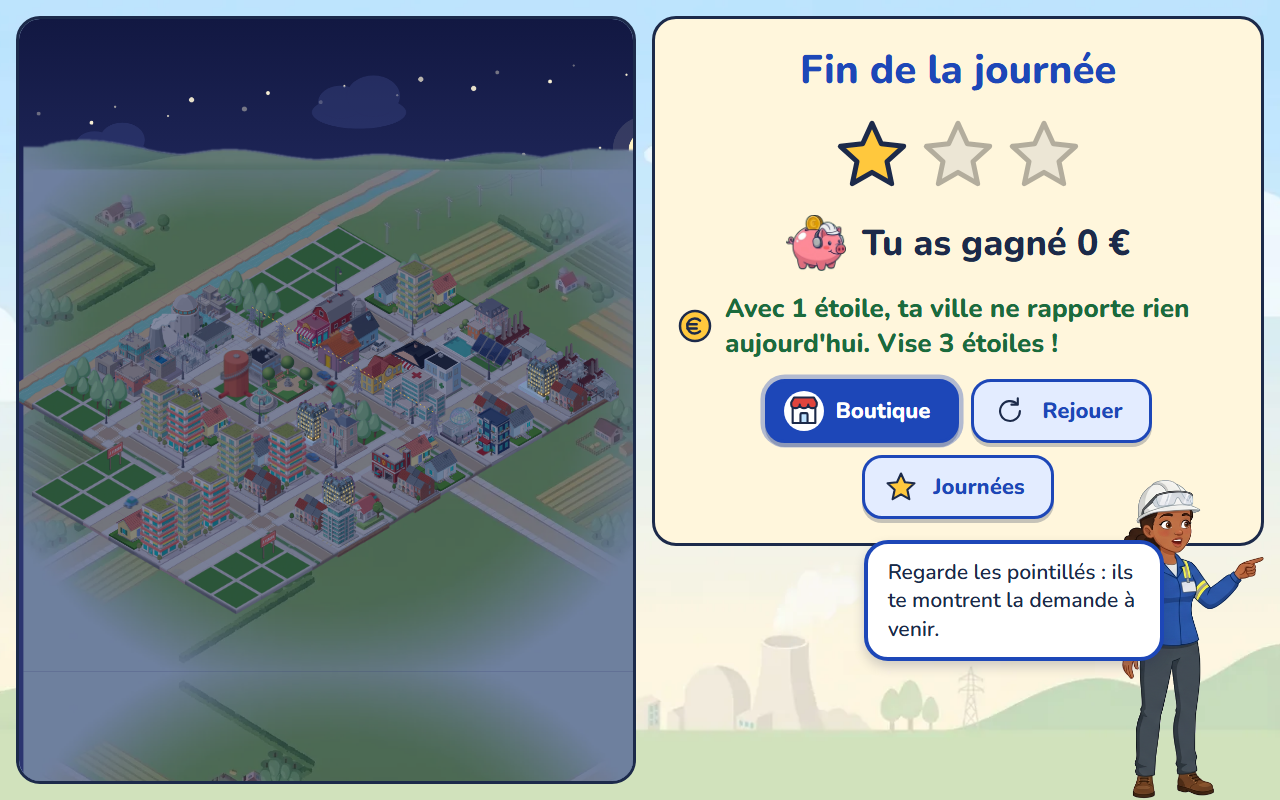 Fin de la journée
Tu as gagné 0 €
Avec 1 étoile, ta ville ne rapporte rien
aujourd'hui. Vise 3 étoiles !
Boutique
Rejouer
Journées
Regarde les pointillés : ils
te montrent la demande à
venir.